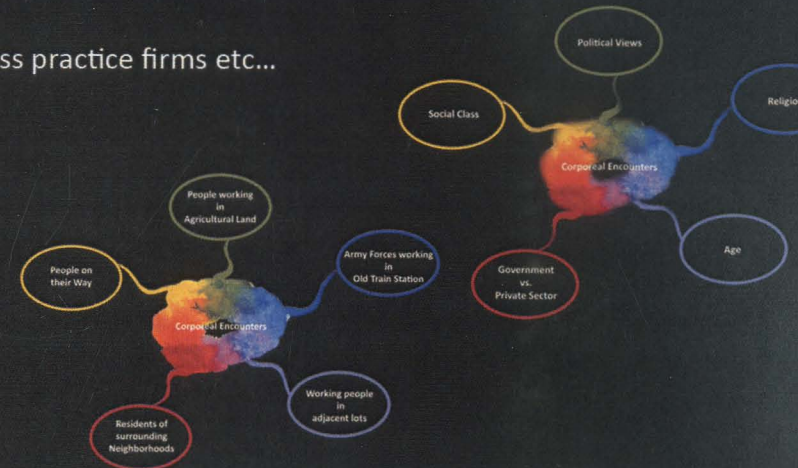 ss practice firms etc...
Political Views
Social Class
Religio
Corporeal Encounters
Age
Government
vs.
Private Sector
People working
in
Agricultural Land
People on
their Way
Army Forces working
in
Old Train Station
Corporeal Encounters
Working people
in
adjacent lots
Residents of
surrounding
Neighborhoods